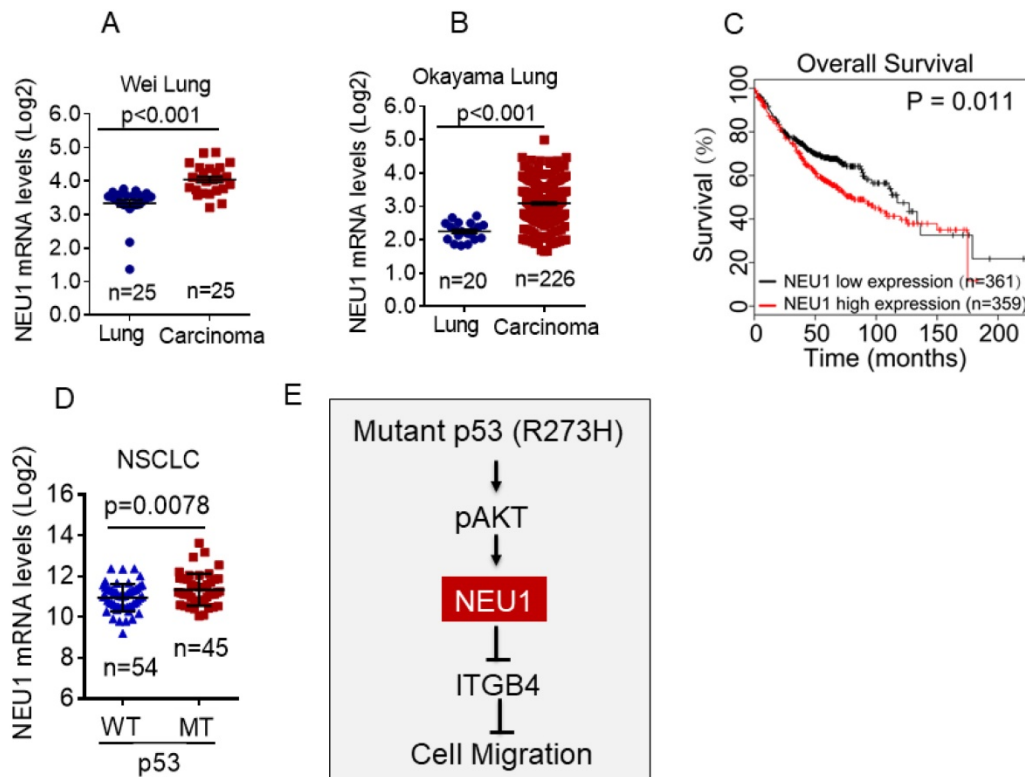 A
Wei Lung
NEU1 mRNA levels (Log2)
6.0
5.0
4.0
3.0
2.0
1.0
0.0
p<0.001
n=25
n=25
Lung
Carcinoma
B
Okayama Lung
NEU1 mRNA levels (Log2)
6.0
5.0
4.0
3.0
2.0
1.0
0.0
p<0.001
n=20
n=226
Lung
Carcinoma
C
Overall Survival
P = 0.011
Survival (%)
100
80
60
40
20
0
NEU1 low expression (n=361)
NEU1 high expression (n=359)
0 50 100 150 200
Time (months)
D
NSCLC
NEU1 mRNA levels (Log2)
16
14
12
10
8
6
p=0.0078
n=54
n=45
WT MT
p53
E
Mutant p53 (R273H)
pAKT
NEU1
ITGB4
Cell Migration